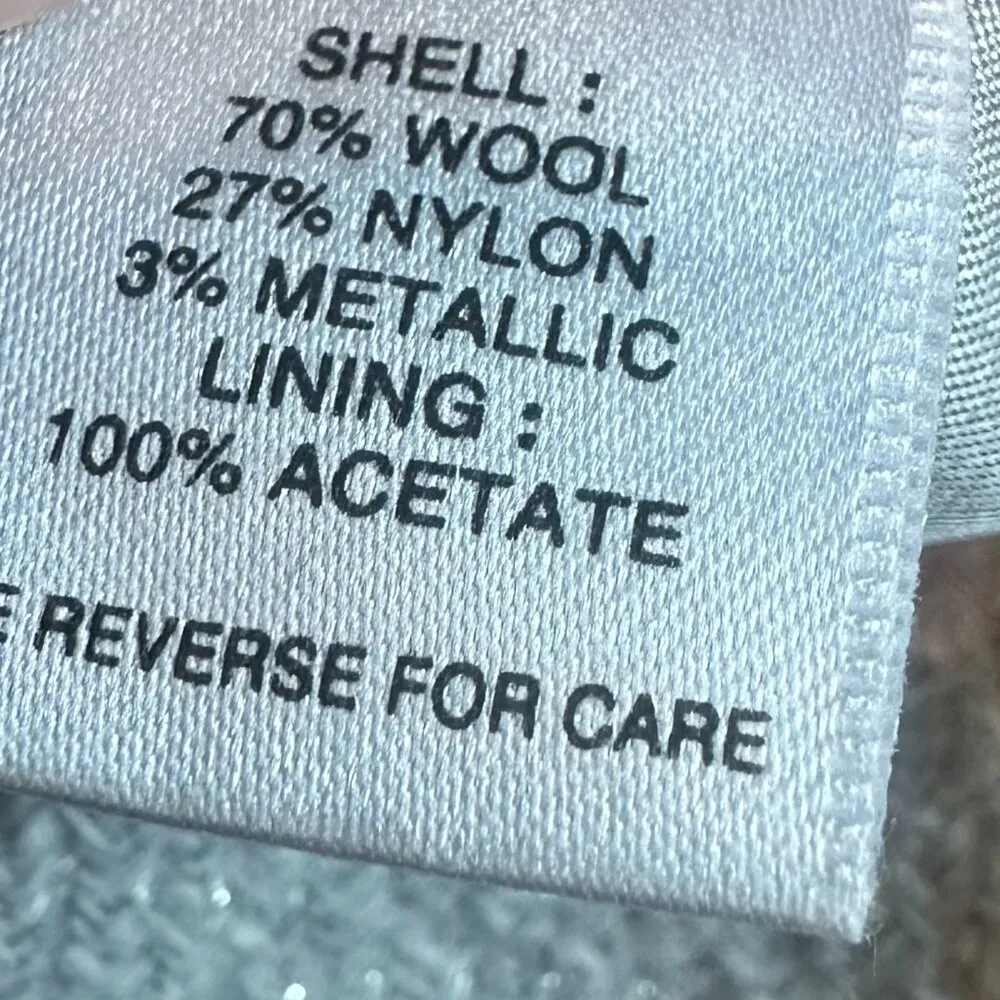 SHELL :
70% WOOL
27% NYLON
3% METALLIC
LINING :
100% ACETATE
REVERSE FOR CARE